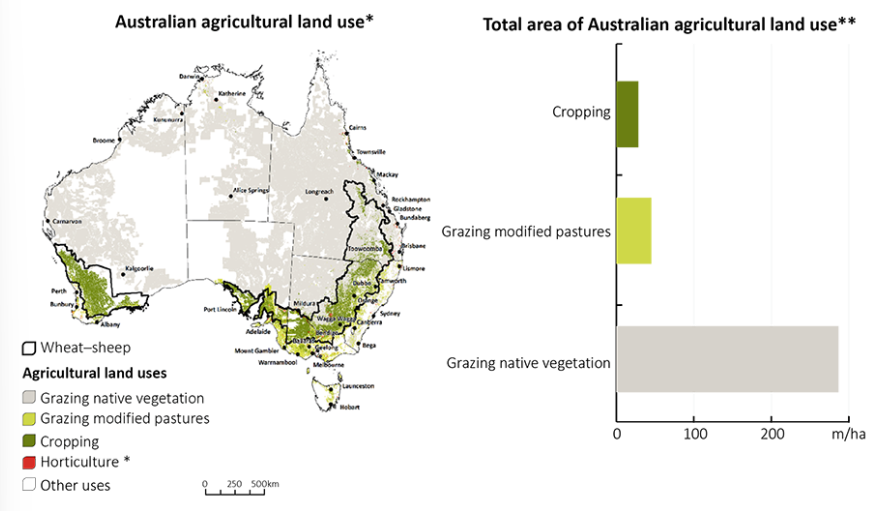 Australian agricultural land use*
Darwin
Katherine
Kununurra
Broome
Cairns
Townsville
Mackay
Alice Springs
Longreach
Rockhampton
Gladstone
Bundaberg
Carnarvon
Toowoomba
Brisbane
Lismore
Kalgoorlie
Tamworth
Dubbo
Perth
Bunbury
Mildura
Orange
Port Lincoln
Wagga Wagga
Sydney
Canberra
Albany
Adelaide
Bendigo
Ballarat
Geelong
Bega
Mount Gambier
Warrnambool
Melbourne
Launceston
Hobart
Wheat–sheep
Agricultural land uses
Grazing native vegetation
Grazing modified pastures
Cropping
Horticulture *
Other uses
0 250 500km
Total area of Australian agricultural land use**
Cropping
Grazing modified pastures
Grazing native vegetation
0 100 200 m/ha